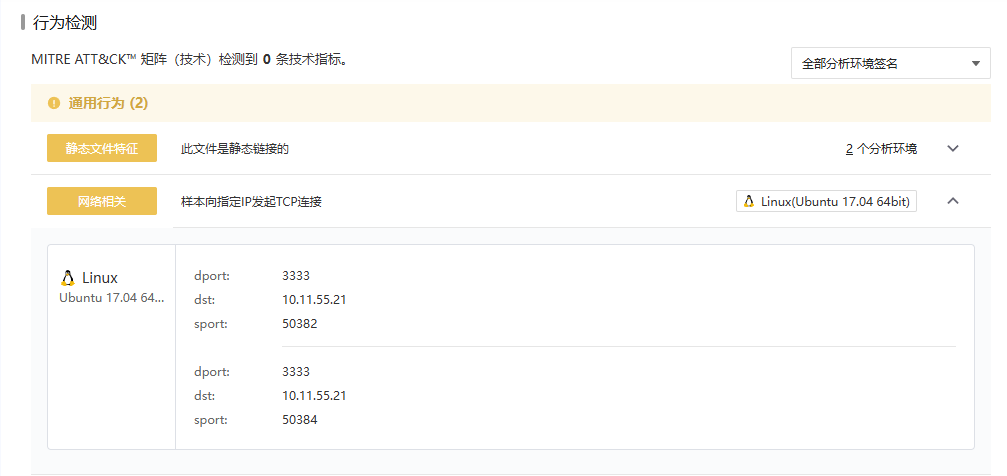 行为检测
MITRE ATT&CK™ 矩阵（技术）检测到 0 条技术指标。
全部分析环境签名
通用行为 (2)
静态文件特征 此文件是静态链接的 2 个分析环境
网络相关 样本向指定IP发起TCP连接 Linux(Ubuntu 17.04 64bit)
Linux
Ubuntu 17.04 64...
dport: 3333
dst: 10.11.55.21
sport: 50382
dport: 3333
dst: 10.11.55.21
sport: 50384